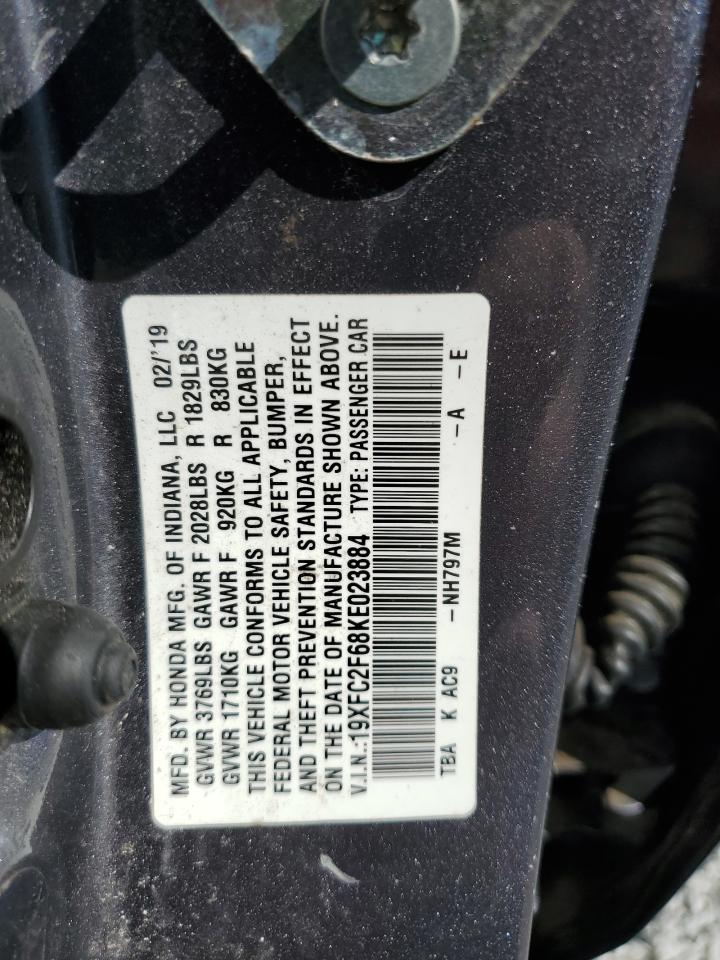 MFD. BY HONDA MFG. OF INDIANA, LLC 02/'19
GVWR 3769LBS GAWR F 2028LBS R 1829LBS
GVWR 1710KG GAWR F 920KG R 830KG
THIS VEHICLE CONFORMS TO ALL APPLICABLE
FEDERAL MOTOR VEHICLE SAFETY, BUMPER,
AND THEFT PREVENTION STANDARDS IN EFFECT
ON THE DATE OF MANUFACTURE SHOWN ABOVE.
V.I.N.:19XFC2F68KE023884 TYPE: PASSENGER CAR
TBA K AC9 -NH797M -A -E